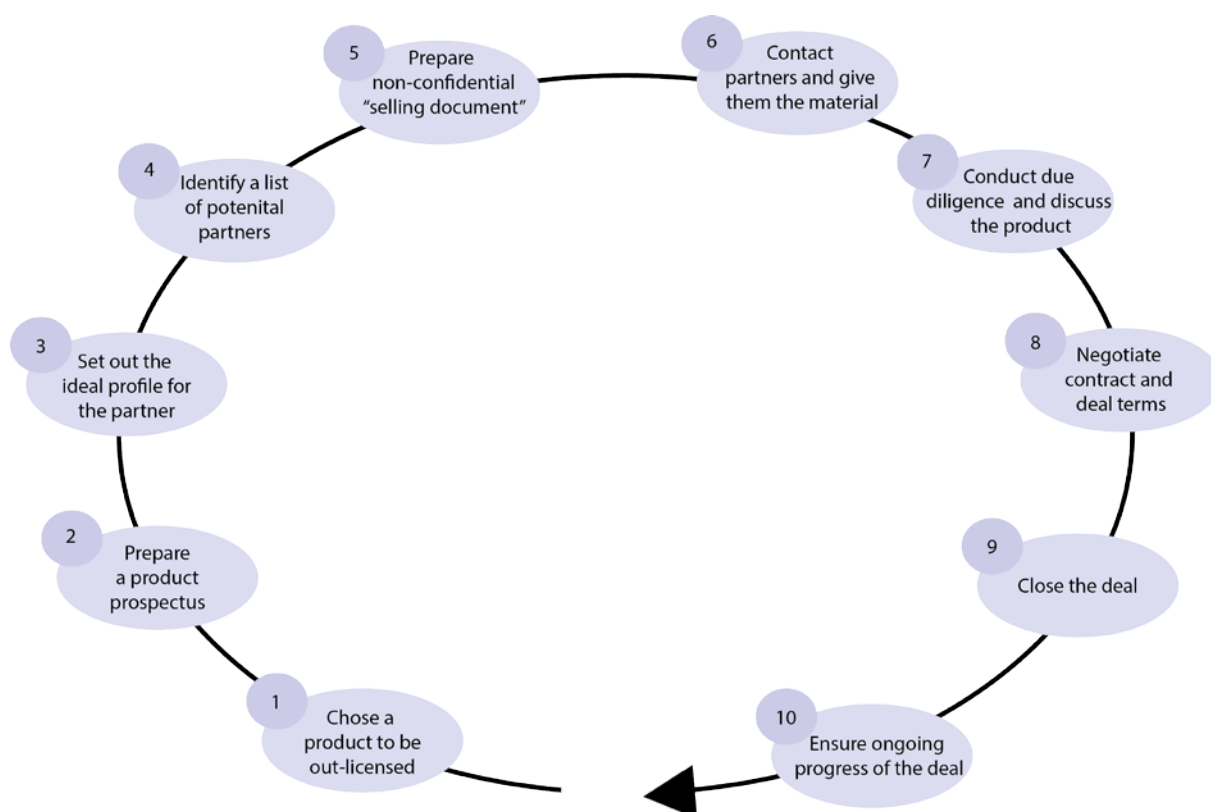 1
Chose a
product to be
out-licensed
2
Prepare
a product
prospectus
3
Set out the
ideal profile for
the partner
4
Identify a list
of potenital
partners
5
Prepare
non-confidential
“selling document”
6
Contact
partners and give
them the material
7
Conduct due
diligence and discuss
the product
8
Negotiate
contract and
deal terms
9
Close the deal
10
Ensure ongoing
progress of the deal